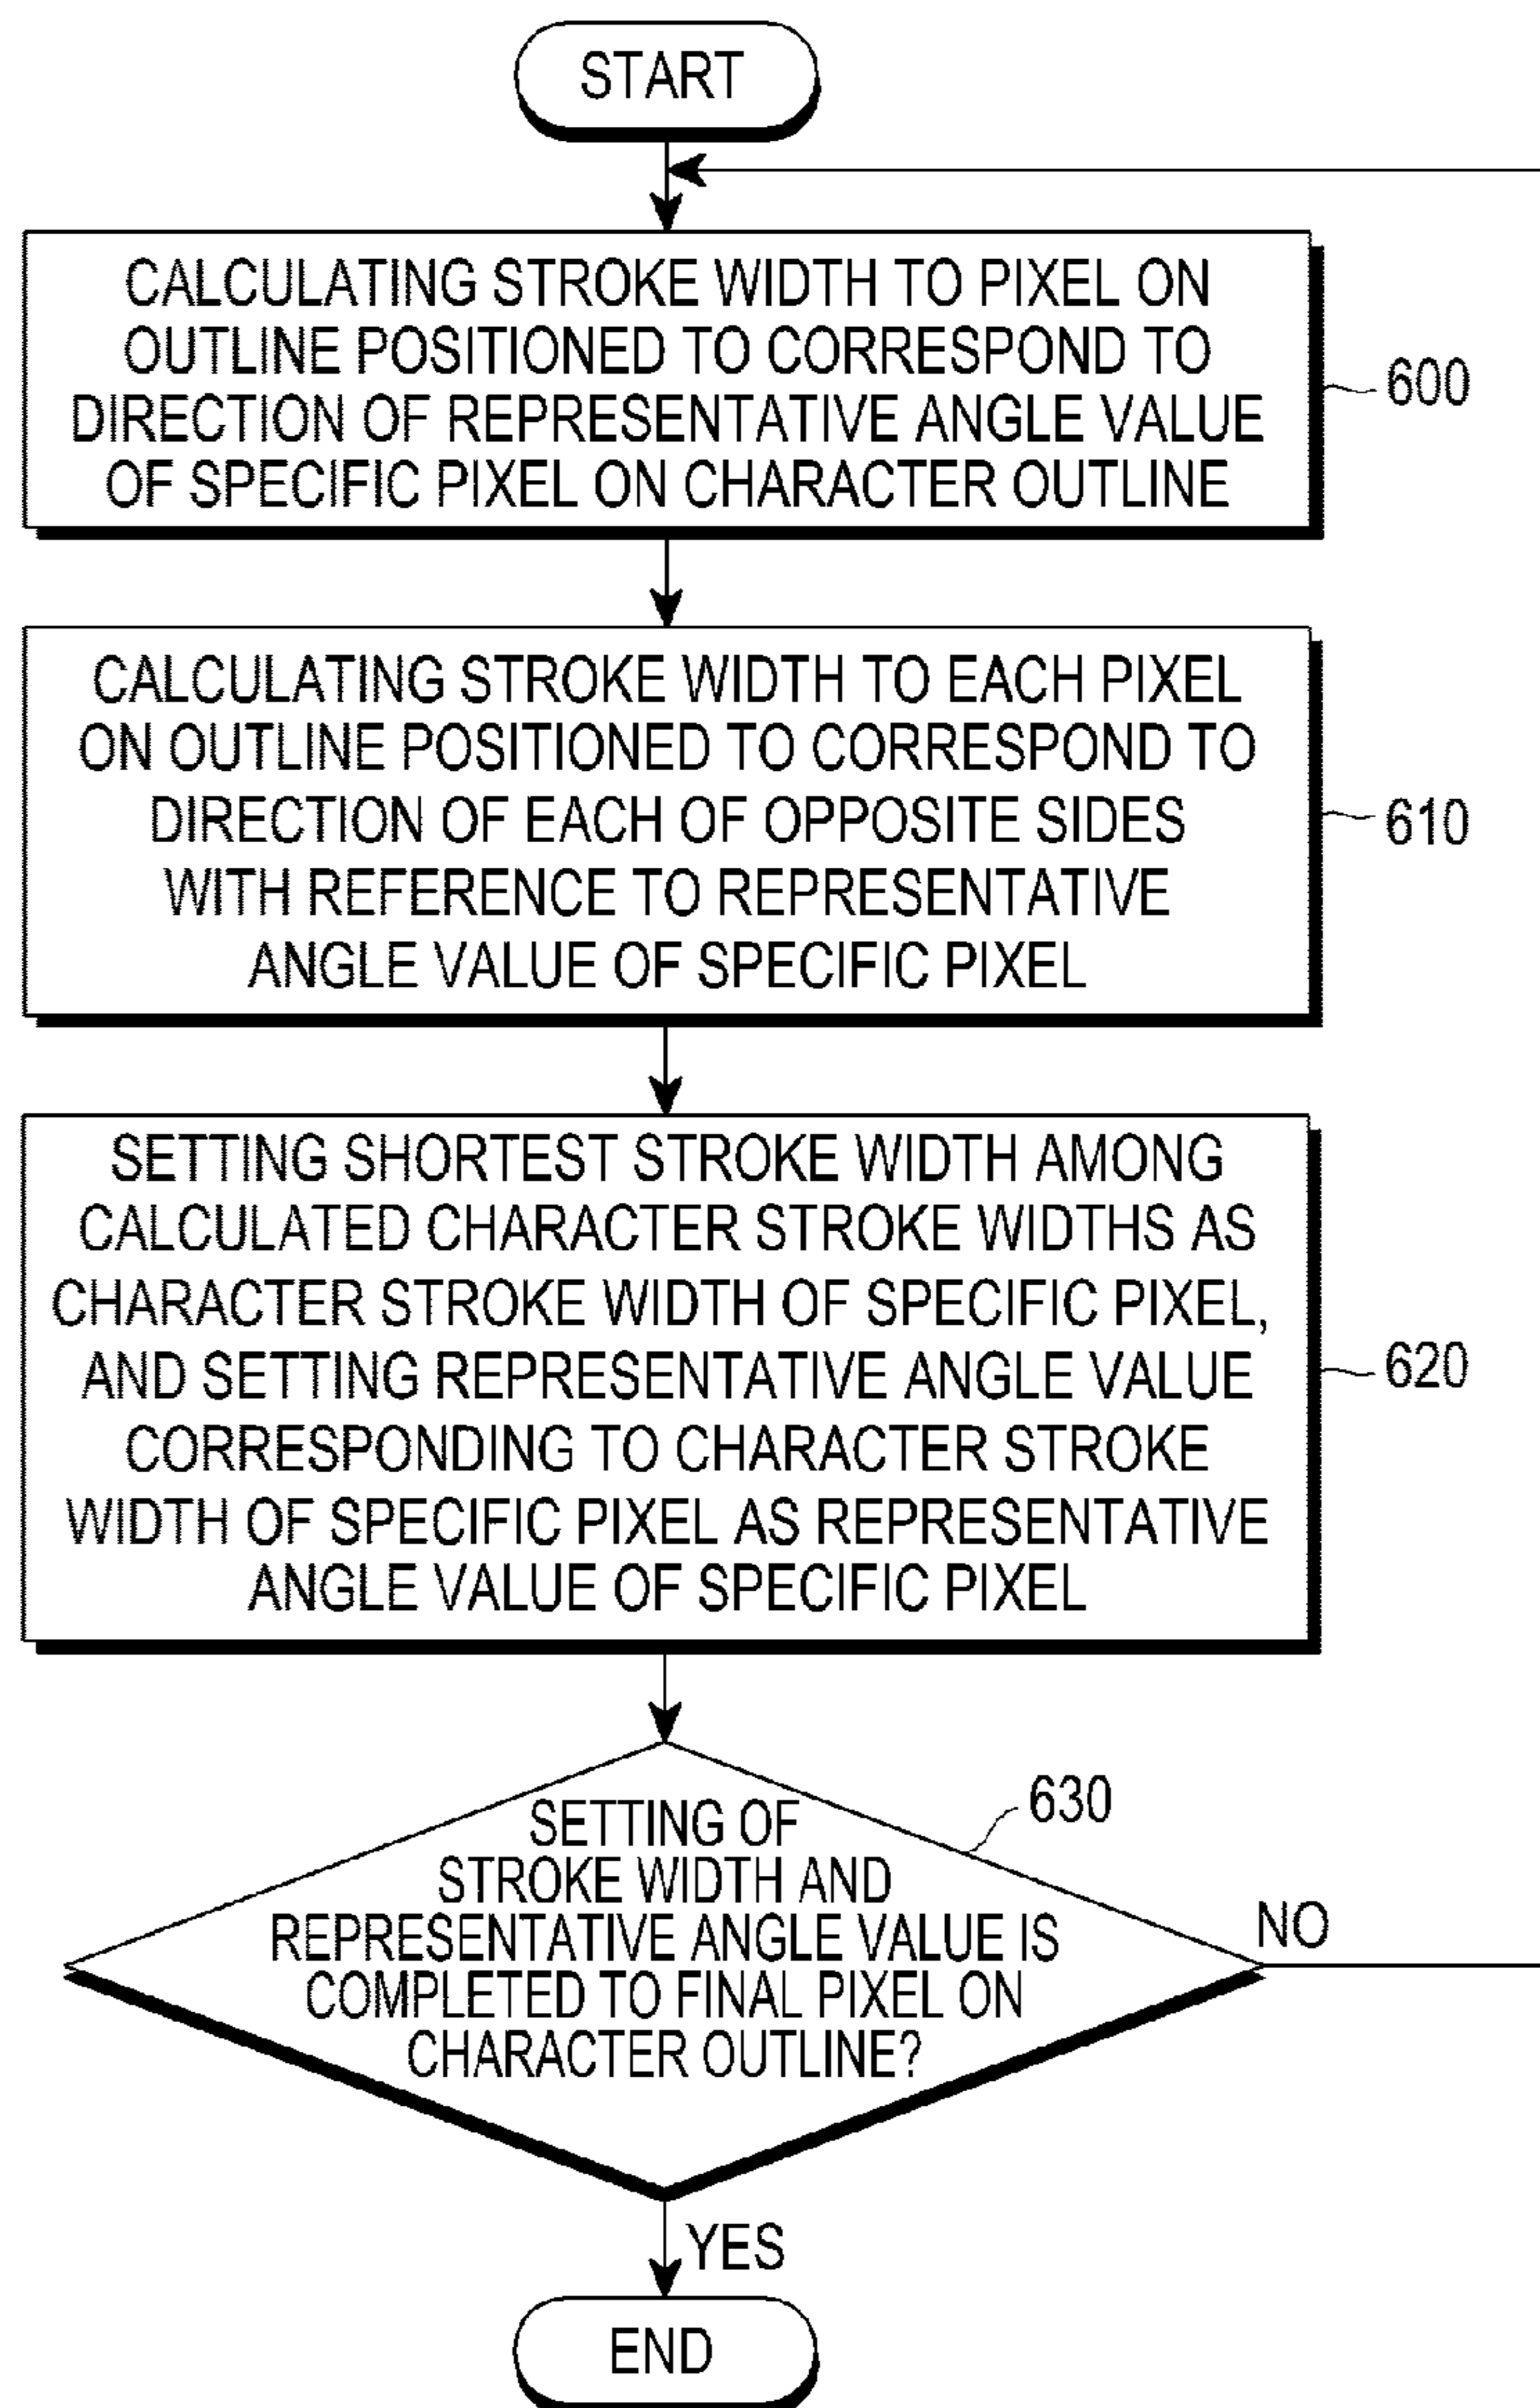 START
CALCULATING STROKE WIDTH TO PIXEL ON
OUTLINE POSITIONED TO CORRESPOND TO
DIRECTION OF REPRESENTATIVE ANGLE VALUE
OF SPECIFIC PIXEL ON CHARACTER OUTLINE
600
CALCULATING STROKE WIDTH TO EACH PIXEL
ON OUTLINE POSITIONED TO CORRESPOND TO
DIRECTION OF EACH OF OPPOSITE SIDES
WITH REFERENCE TO REPRESENTATIVE
ANGLE VALUE OF SPECIFIC PIXEL
610
SETTING SHORTEST STROKE WIDTH AMONG
CALCULATED CHARACTER STROKE WIDTHS AS
CHARACTER STROKE WIDTH OF SPECIFIC PIXEL,
AND SETTING REPRESENTATIVE ANGLE VALUE
CORRESPONDING TO CHARACTER STROKE
WIDTH OF SPECIFIC PIXEL AS REPRESENTATIVE
ANGLE VALUE OF SPECIFIC PIXEL
620
SETTING OF
STROKE WIDTH AND
REPRESENTATIVE ANGLE VALUE IS
COMPLETED TO FINAL PIXEL ON
CHARACTER OUTLINE?
630
NO
YES
END